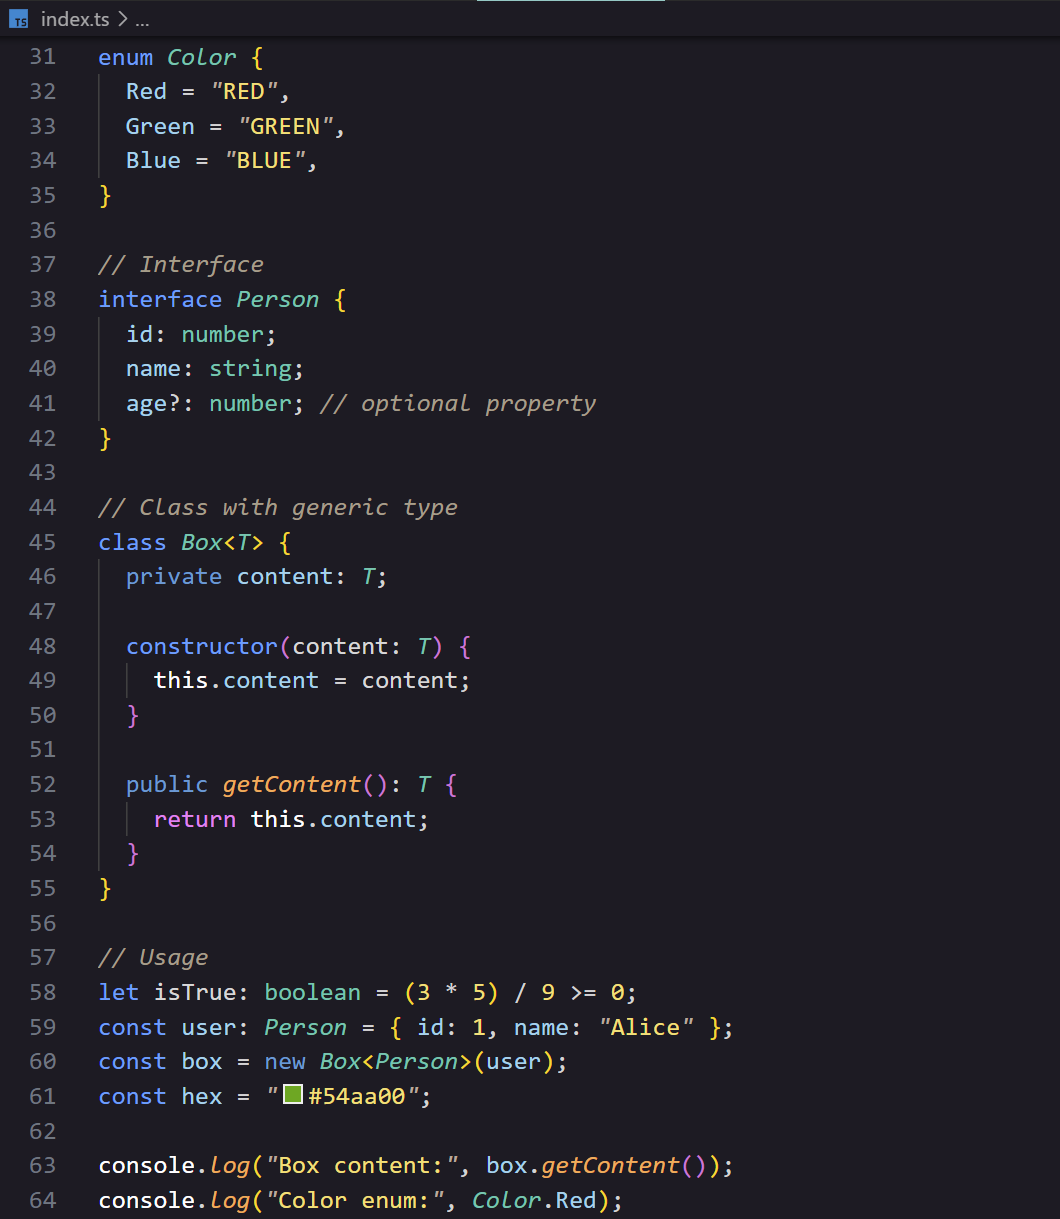 TS index.ts > ...
31 enum Color {
32   Red = "RED",
33   Green = "GREEN",
34   Blue = "BLUE",
35 }
36
37 // Interface
38 interface Person {
39   id: number;
40   name: string;
41   age?: number; // optional property
42 }
43
44 // Class with generic type
45 class Box<T> {
46   private content: T;
47
48   constructor(content: T) {
49     this.content = content;
50   }
51
52   public getContent(): T {
53     return this.content;
54   }
55 }
56
57 // Usage
58 let isTrue: boolean = (3 * 5) / 9 >= 0;
59 const user: Person = { id: 1, name: "Alice" };
60 const box = new Box<Person>(user);
61 const hex = "#54aa00";
62
63 console.log("Box content:", box.getContent());
64 console.log("Color enum:", Color.Red);